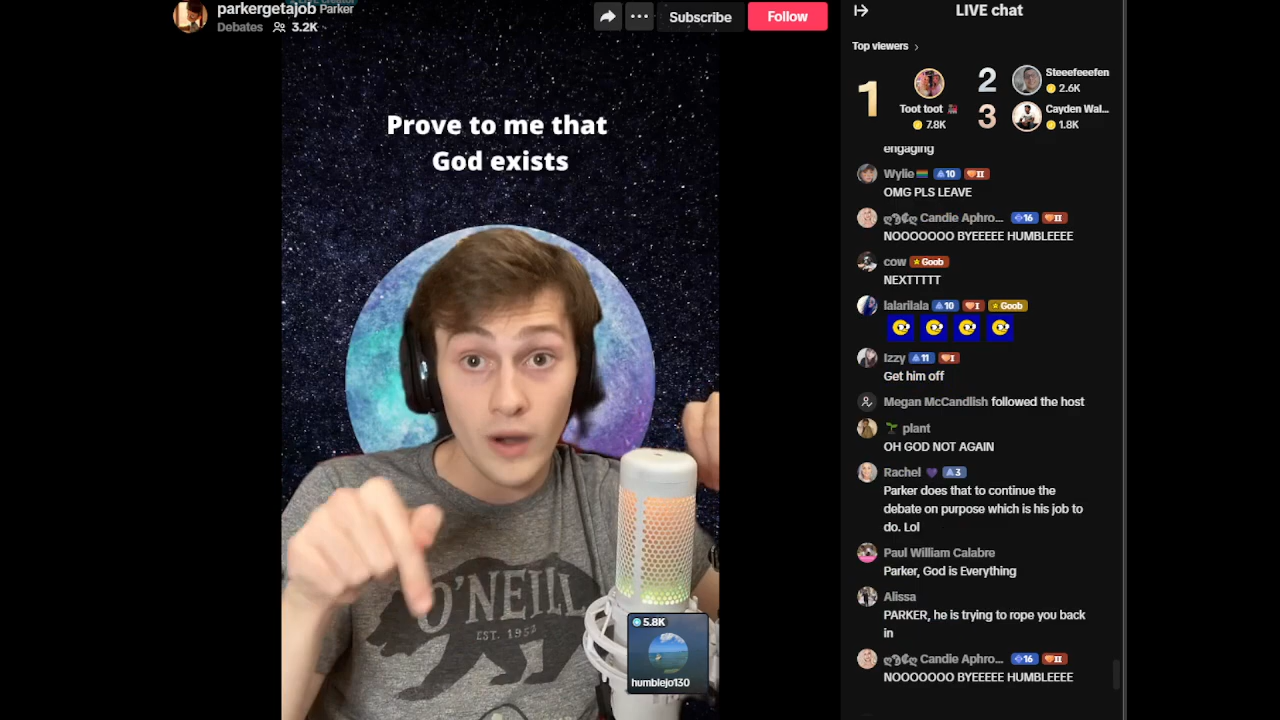 parkergetajob Parker
Debates 3.2K
Subscribe
Follow
Prove to me that
God exists
O'NEILL
EST. 1952
5.8K
humblejo130
LIVE chat
Top viewers
1
Toot toot
7.8K
2
Steeefeeefen
2.6K
3
Cayden Wal...
1.8K
engaging
Wylie 10 II
OMG PLS LEAVE
Candie Aphro... 16 II
NOOOOOOO BYEEEEE HUMBLEEEE
cow Goob
NEXTTTTT
lalarilala 10 I Goob
Izzy 11 I
Get him off
Megan McCandlish followed the host
plant
OH GOD NOT AGAIN
Rachel 3
Parker does that to continue the
debate on purpose which is his job to
do. Lol
Paul William Calabre
Parker, God is Everything
Alissa
PARKER, he is trying to rope you back
in
Candie Aphro... 16 II
NOOOOOOO BYEEEEE HUMBLEEEE